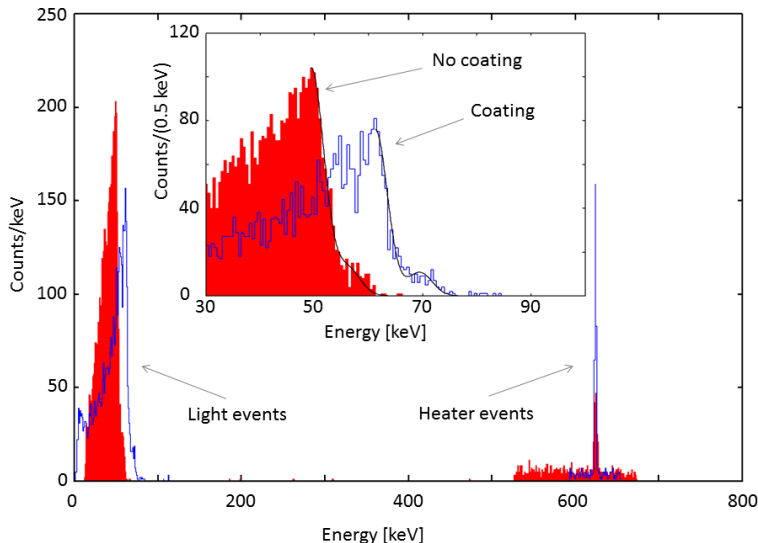 250
200
150
100
50
0
Counts/keV
0
200
400
600
800
Energy [keV]
Light events
Heater events
120
80
40
0
Counts/(0.5 keV)
30
50
70
90
Energy [keV]
No coating
Coating